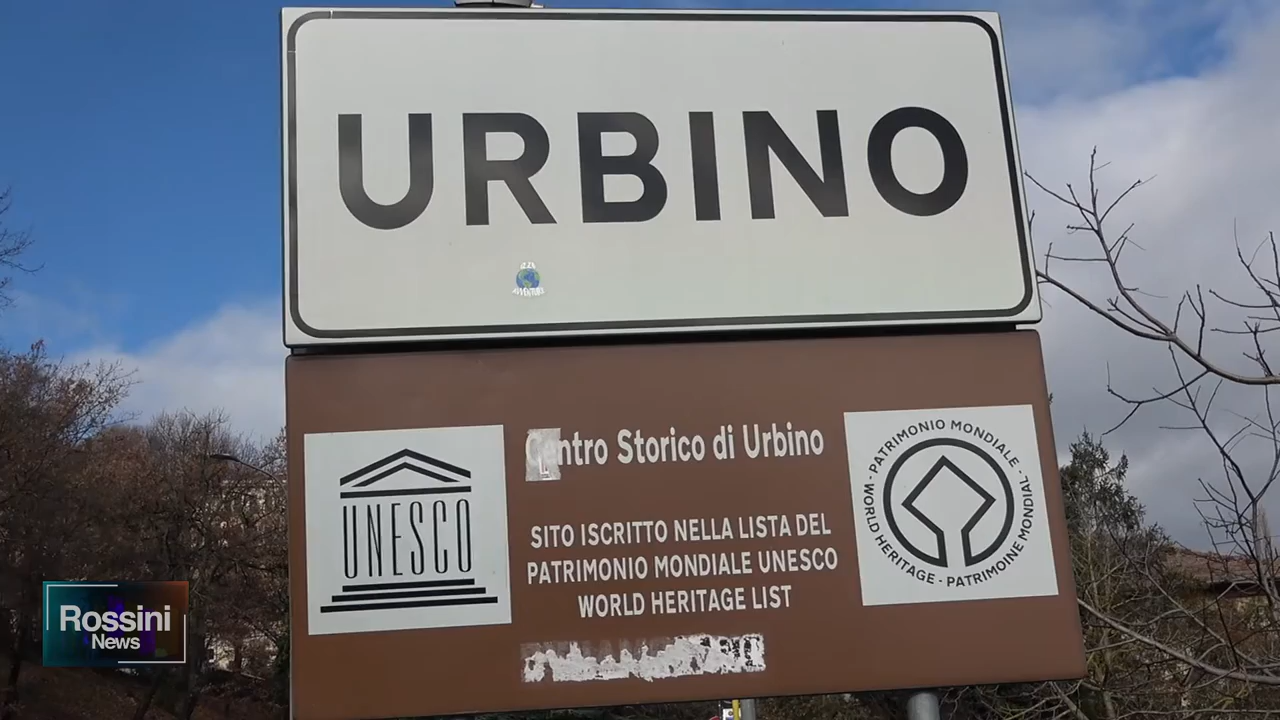 URBINO
Centro Storico di Urbino
UNESCO
SITO ISCRITTO NELLA LISTA DEL
PATRIMONIO MONDIALE UNESCO
WORLD HERITAGE LIST
PATRIMONIO MONDIALE - WORLD HERITAGE - PATRIMOINE MONDIAL -
Rossini
News